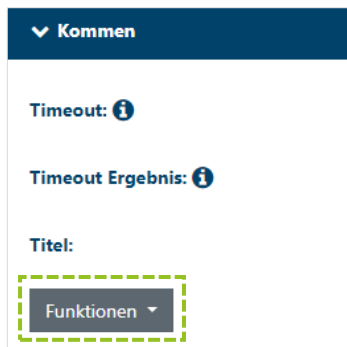 Kommen
Timeout:
Timeout Ergebnis:
Titel:
Funktionen